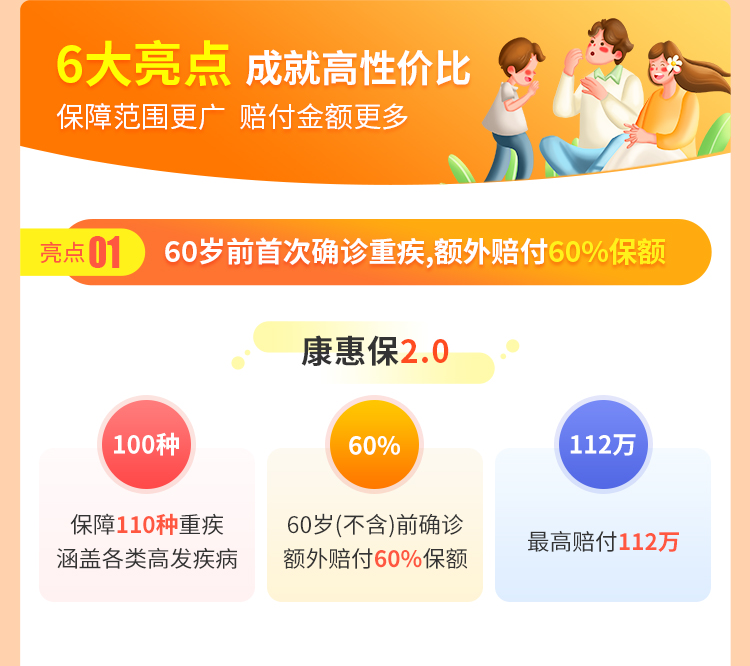 6大亮点 成就高性价比
保障范围更广 赔付金额更多
亮点01
60岁前首次确诊重疾,额外赔付60%保额
康惠保2.0
100种
60%
112万
保障110种重疾
涵盖各类高发疾病
60岁(不含)前确诊
额外赔付60%保额
最高赔付112万